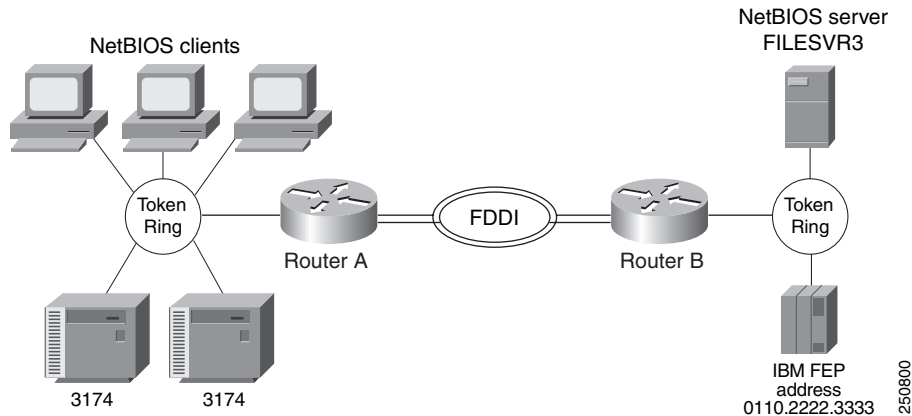 NetBIOS server
FILESVR3
NetBIOS clients
Token
Ring
Router A
FDDI
Router B
Token
Ring
3174
3174
IBM FEP
address
0110.2222.3333
250800